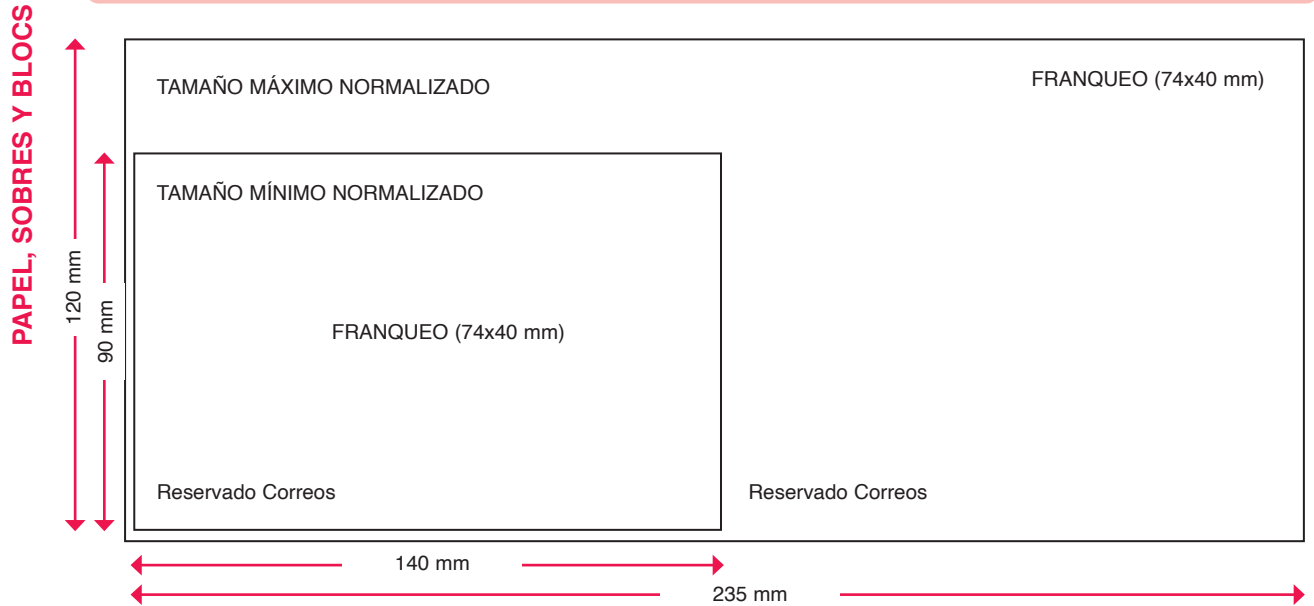 PAPEL, SOBRES Y BLOCS
TAMAÑO MÁXIMO NORMALIZADO
FRANQUEO (74x40 mm)
TAMAÑO MÍNIMO NORMALIZADO
120 mm
90 mm
FRANQUEO (74x40 mm)
Reservado Correos
Reservado Correos
140 mm
235 mm